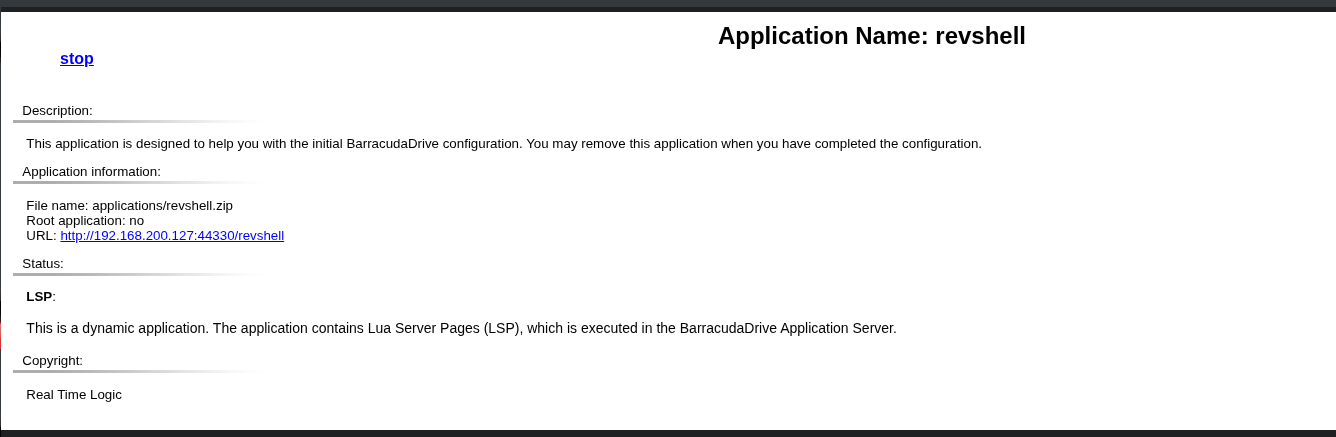 Application Name: revshell
stop
Description:
This application is designed to help you with the initial BarracudaDrive configuration. You may remove this application when you have completed the configuration.
Application information:
File name: applications/revshell.zip
Root application: no
URL: http://192.168.200.127:44330/revshell
Status:
LSP:
This is a dynamic application. The application contains Lua Server Pages (LSP), which is executed in the BarracudaDrive Application Server.
Copyright:
Real Time Logic